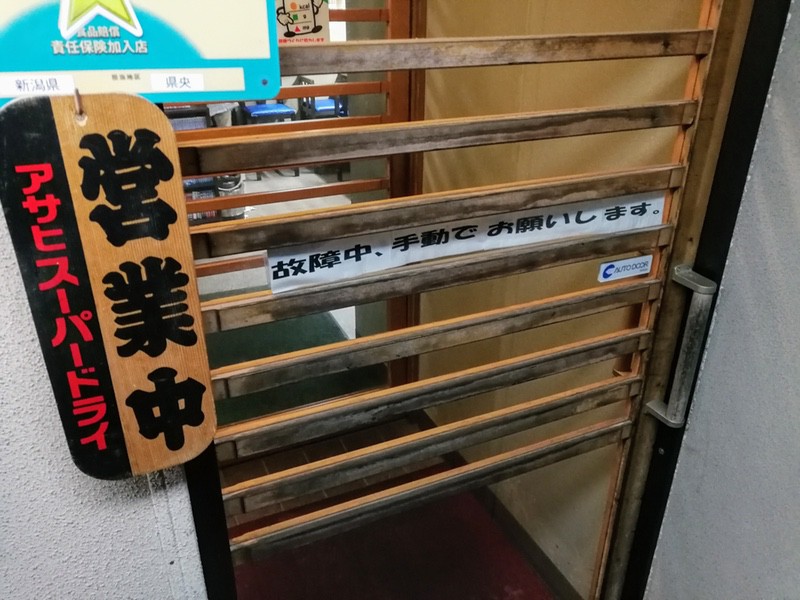 食品賠償
責任保険加入店
新潟県
県央
営業中
アサヒスーパードライ
故障中、手動で お願いします。
AUTO DOOR